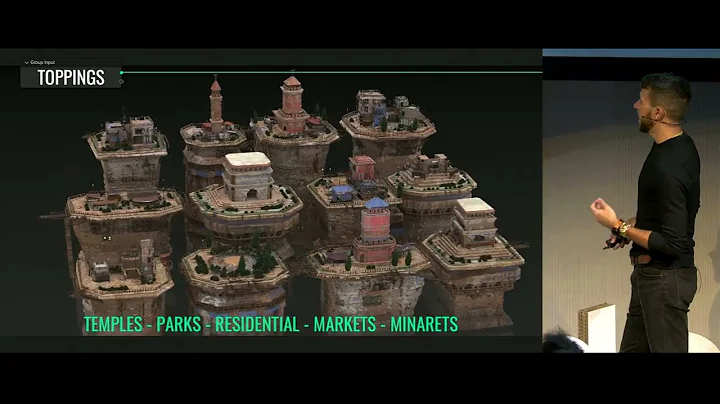 Group Input
TOPPINGS
TEMPLES - PARKS - RESIDENTIAL - MARKETS - MINARETS